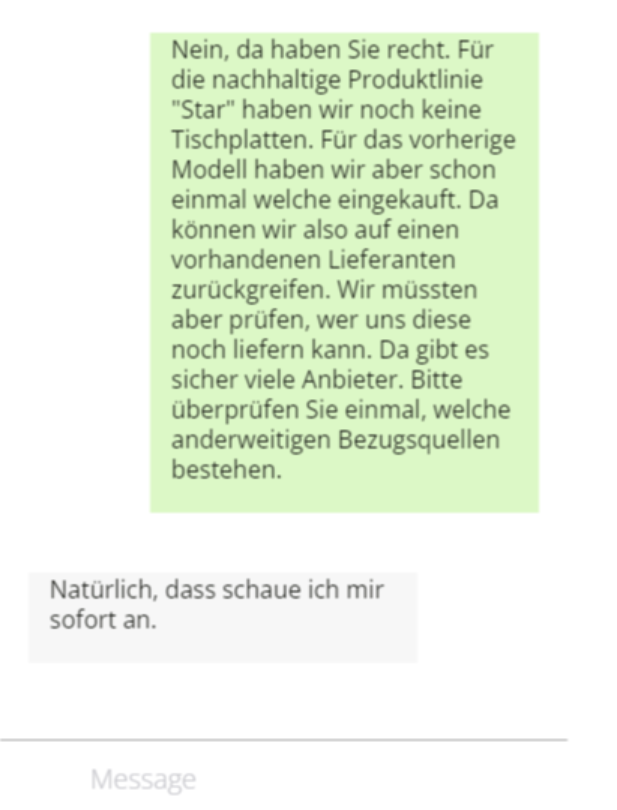 Nein, da haben Sie recht. Für
die nachhaltige Produktlinie
"Star" haben wir noch keine
Tischplatten. Für das vorherige
Modell haben wir aber schon
einmal welche eingekauft. Da
können wir also auf einen
vorhandenen Lieferanten
zurückgreifen. Wir müssten
aber prüfen, wer uns diese
noch liefern kann. Da gibt es
sicher viele Anbieter. Bitte
überprüfen Sie einmal, welche
anderweitigen Bezugsquellen
bestehen.
Natürlich, dass schaue ich mir
sofort an.
Message